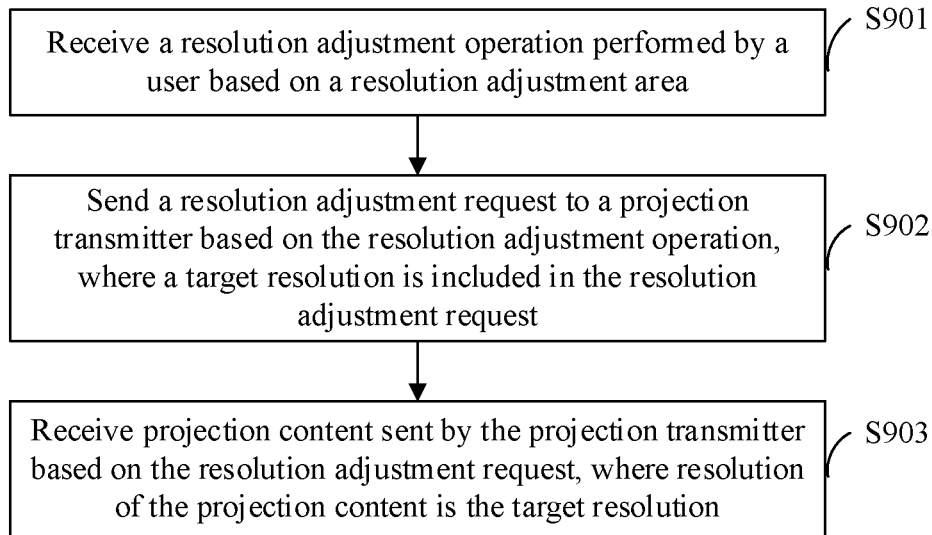 Receive a resolution adjustment operation performed by a
user based on a resolution adjustment area
S901
Send a resolution adjustment request to a projection
transmitter based on the resolution adjustment operation,
where a target resolution is included in the resolution
adjustment request
S902
Receive projection content sent by the projection transmitter
based on the resolution adjustment request, where resolution
of the projection content is the target resolution
S903